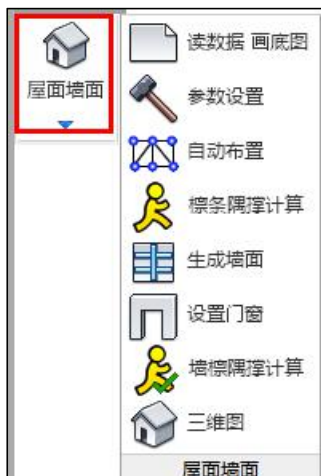 屋面墙面
读数据 画底图
参数设置
自动布置
檩条隅撑计算
生成墙面
设置门窗
墙檩隅撑计算
三维图
屋面墙面